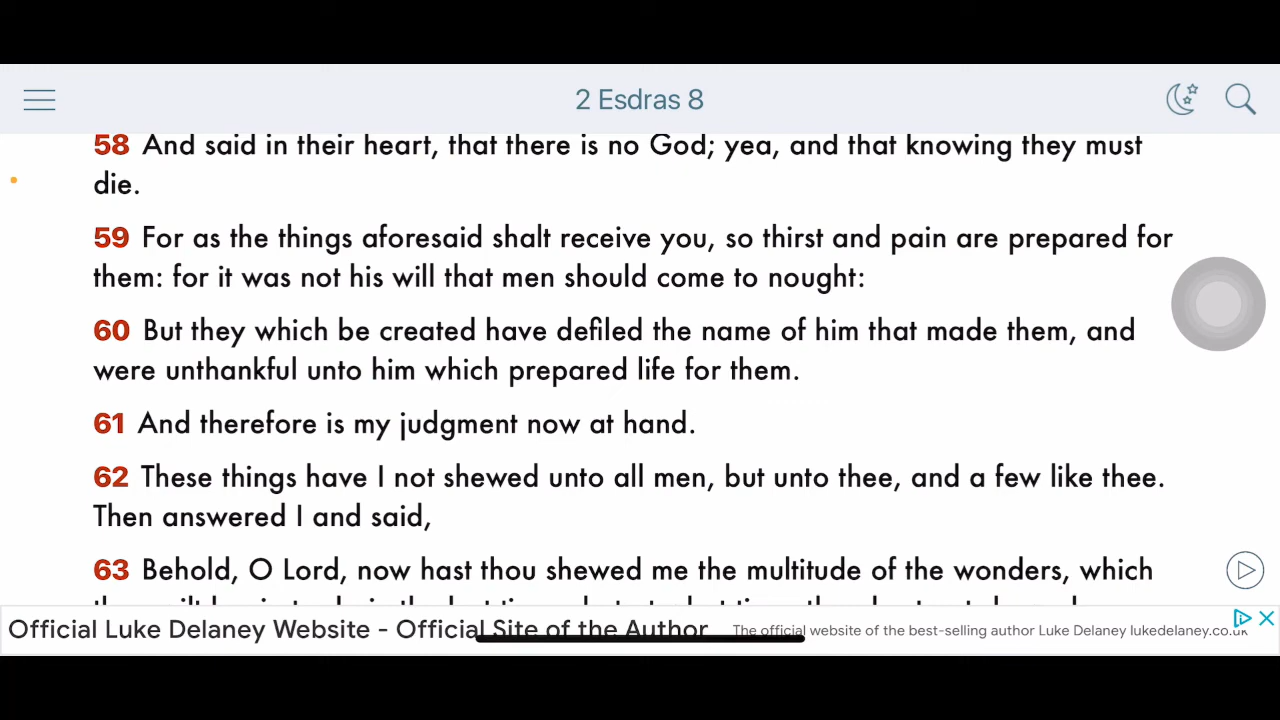 2 Esdras 8
58 And said in their heart, that there is no God; yea, and that knowing they must
die.
59 For as the things aforesaid shalt receive you, so thirst and pain are prepared for
them: for it was not his will that men should come to nought:
60 But they which be created have defiled the name of him that made them, and
were unthankful unto him which prepared life for them.
61 And therefore is my judgment now at hand.
62 These things have I not shewed unto all men, but unto thee, and a few like thee.
Then answered I and said,
63 Behold, O Lord, now hast thou shewed me the multitude of the wonders, which
Official Luke Delaney Website - Official Site of the Author
The official website of the best-selling author Luke Delaney lukedelaney.co.uk